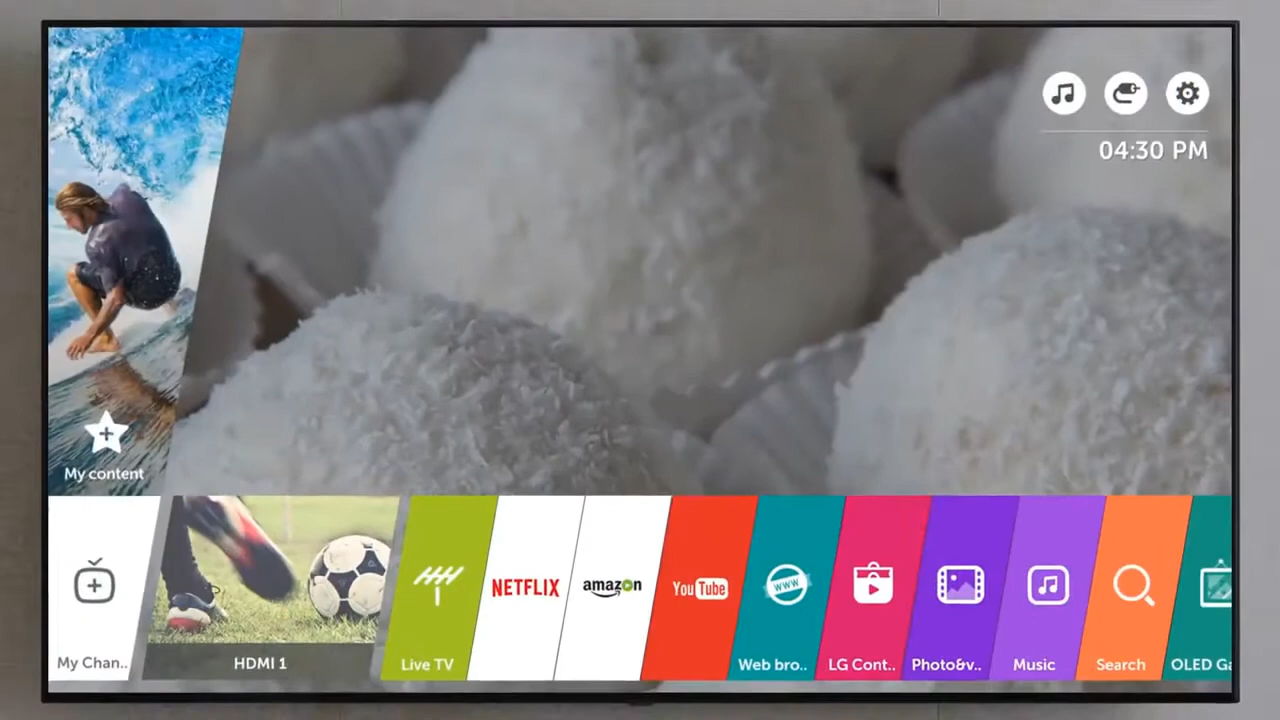 04:30 PM
My content
My Chan..
HDMI 1
Live TV
NETFLIX
amazon
YouTube
WWW
Web bro..
LG Cont..
Photo&v..
Music
Search
OLED Ga